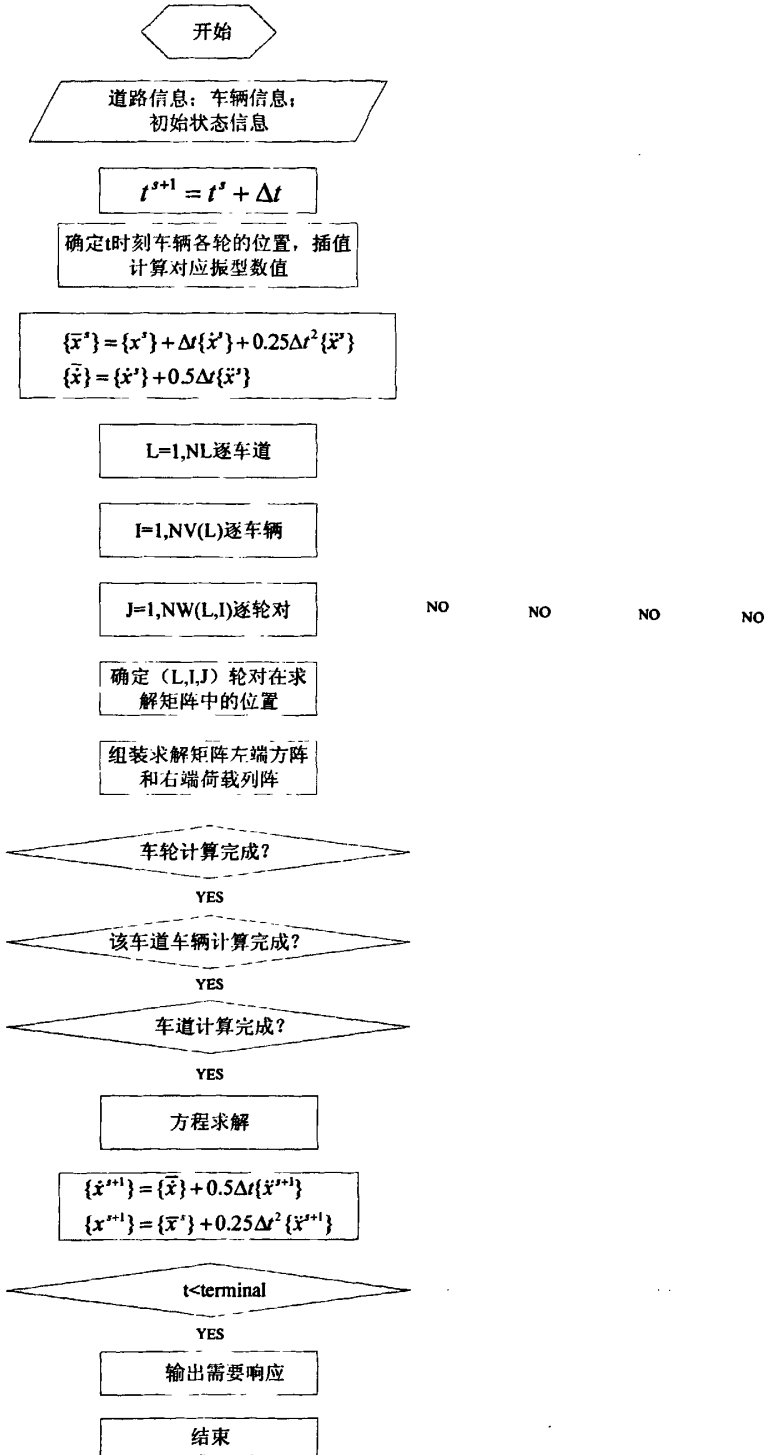 开始
道路信息；车辆信息；
初始状态信息
t^{s+1} = t^s + Δt
确定t时刻车辆各轮的位置，插值
计算对应振型数值
{x̄^s} = {x^s} + Δt{ẋ^s} + 0.25Δt²{ẍ^s}
{ẋ̄} = {ẋ^s} + 0.5Δt{ẍ^s}
L=1,NL逐车道
I=1,NV(L)逐车辆
J=1,NW(L,I)逐轮对
NO
NO
NO
NO
确定（L,I,J）轮对在求
解矩阵中的位置
组装求解矩阵左端方阵
和右端荷载列阵
车轮计算完成？
YES
该车道车辆计算完成？
YES
车道计算完成？
YES
方程求解
{ẋ^{s+1}} = {ẋ̄} + 0.5Δt{ẍ^{s+1}}
{x^{s+1}} = {x̄^s} + 0.25Δt²{ẍ^{s+1}}
t<terminal
YES
输出需要响应
结束